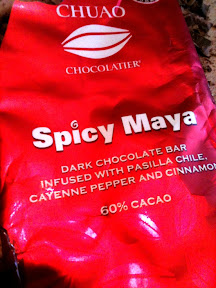 CHUAO
CHOCOLATIER®
Spicy Maya
DARK CHOCOLATE BAR
INFUSED WITH PASILLA CHILE,
CAYENNE PEPPER AND CINNAMON
60% CACAO